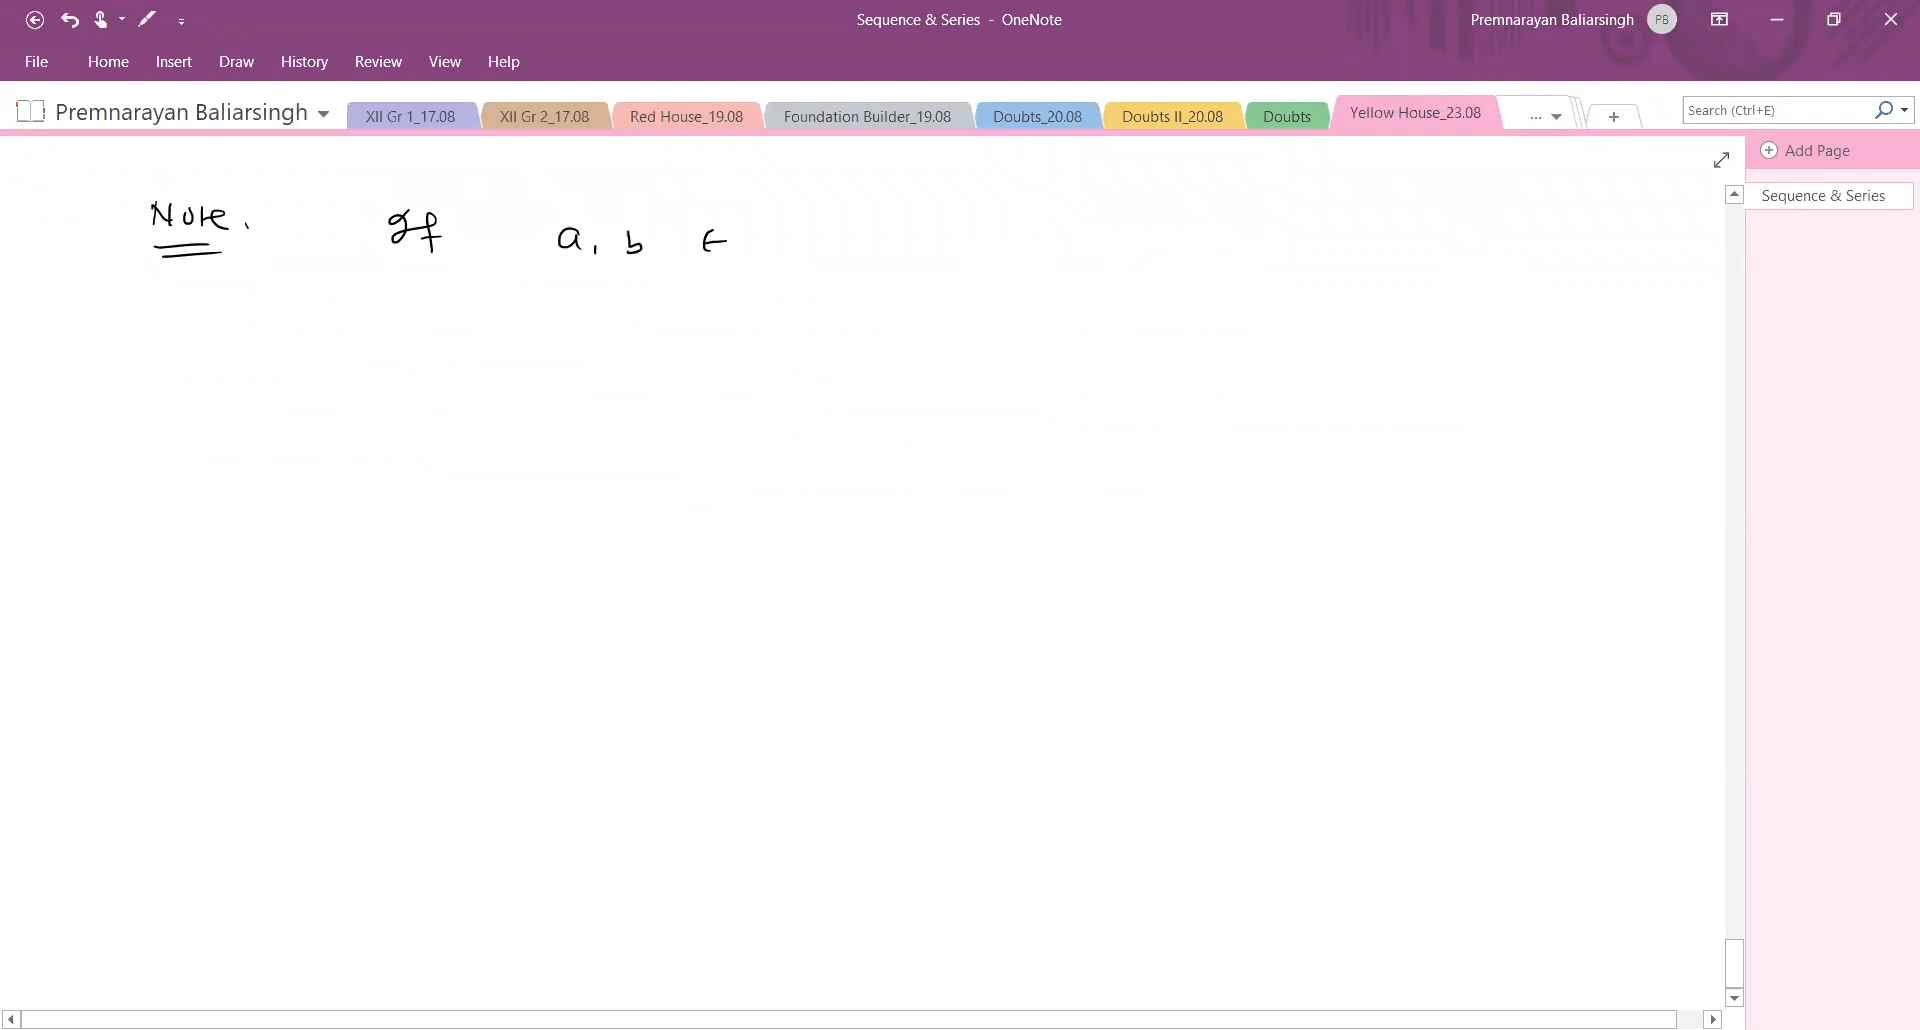 Sequence & Series - OneNote
Premnarayan Baliarsingh PB
File Home Insert Draw History Review View Help
Premnarayan Baliarsingh XII Gr 1_17.08 XII Gr 2_17.08 Red House_19.08 Foundation Builder_19.08 Doubts_20.08 Doubts II_20.08 Doubts Yellow House_23.08 ... + Search (Ctrl+E)
Add Page
Sequence & Series
Note. If a, b ∈